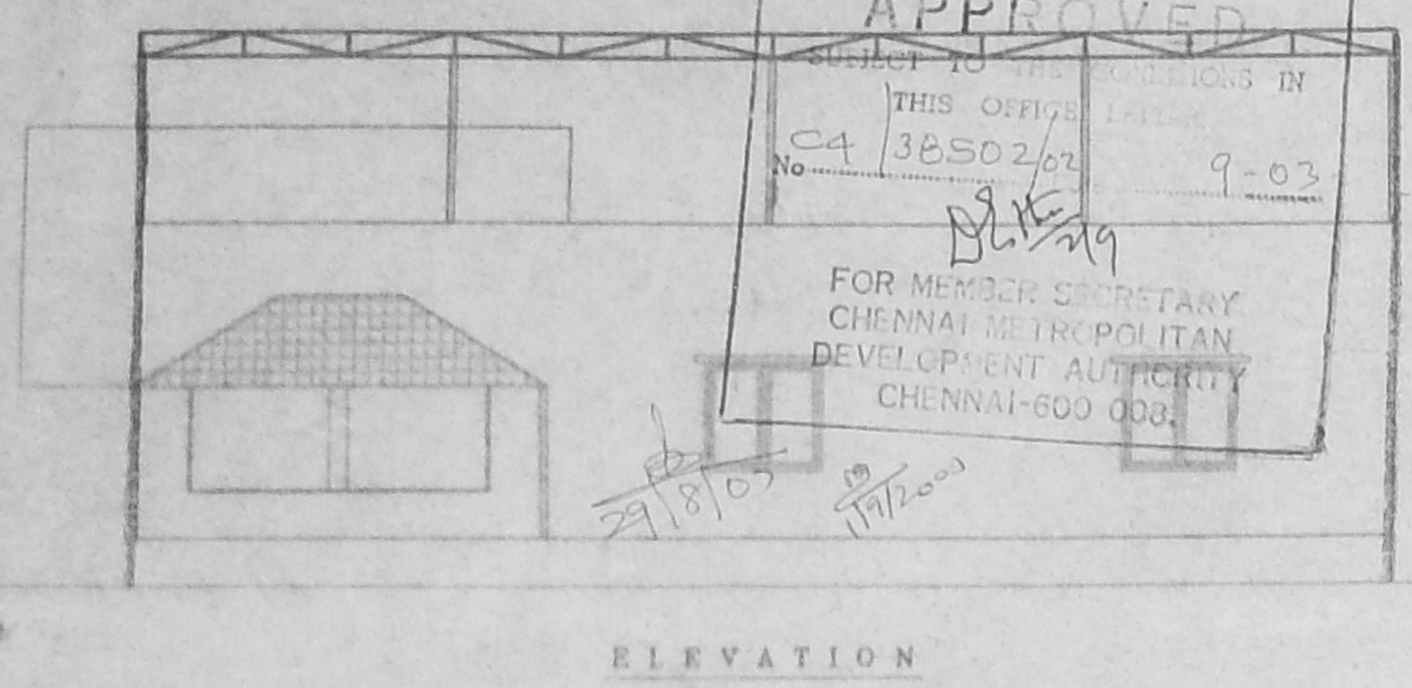 APPROVED
SUBJECT TO THE CONDITIONS IN
THIS OFFICE LETTER.
No C4/38502/02 9-03
FOR MEMBER SECRETARY
CHENNAI METROPOLITAN
DEVELOPMENT AUTHORITY
CHENNAI-600 008.
29/8/03
1/9/2003
ELEVATION